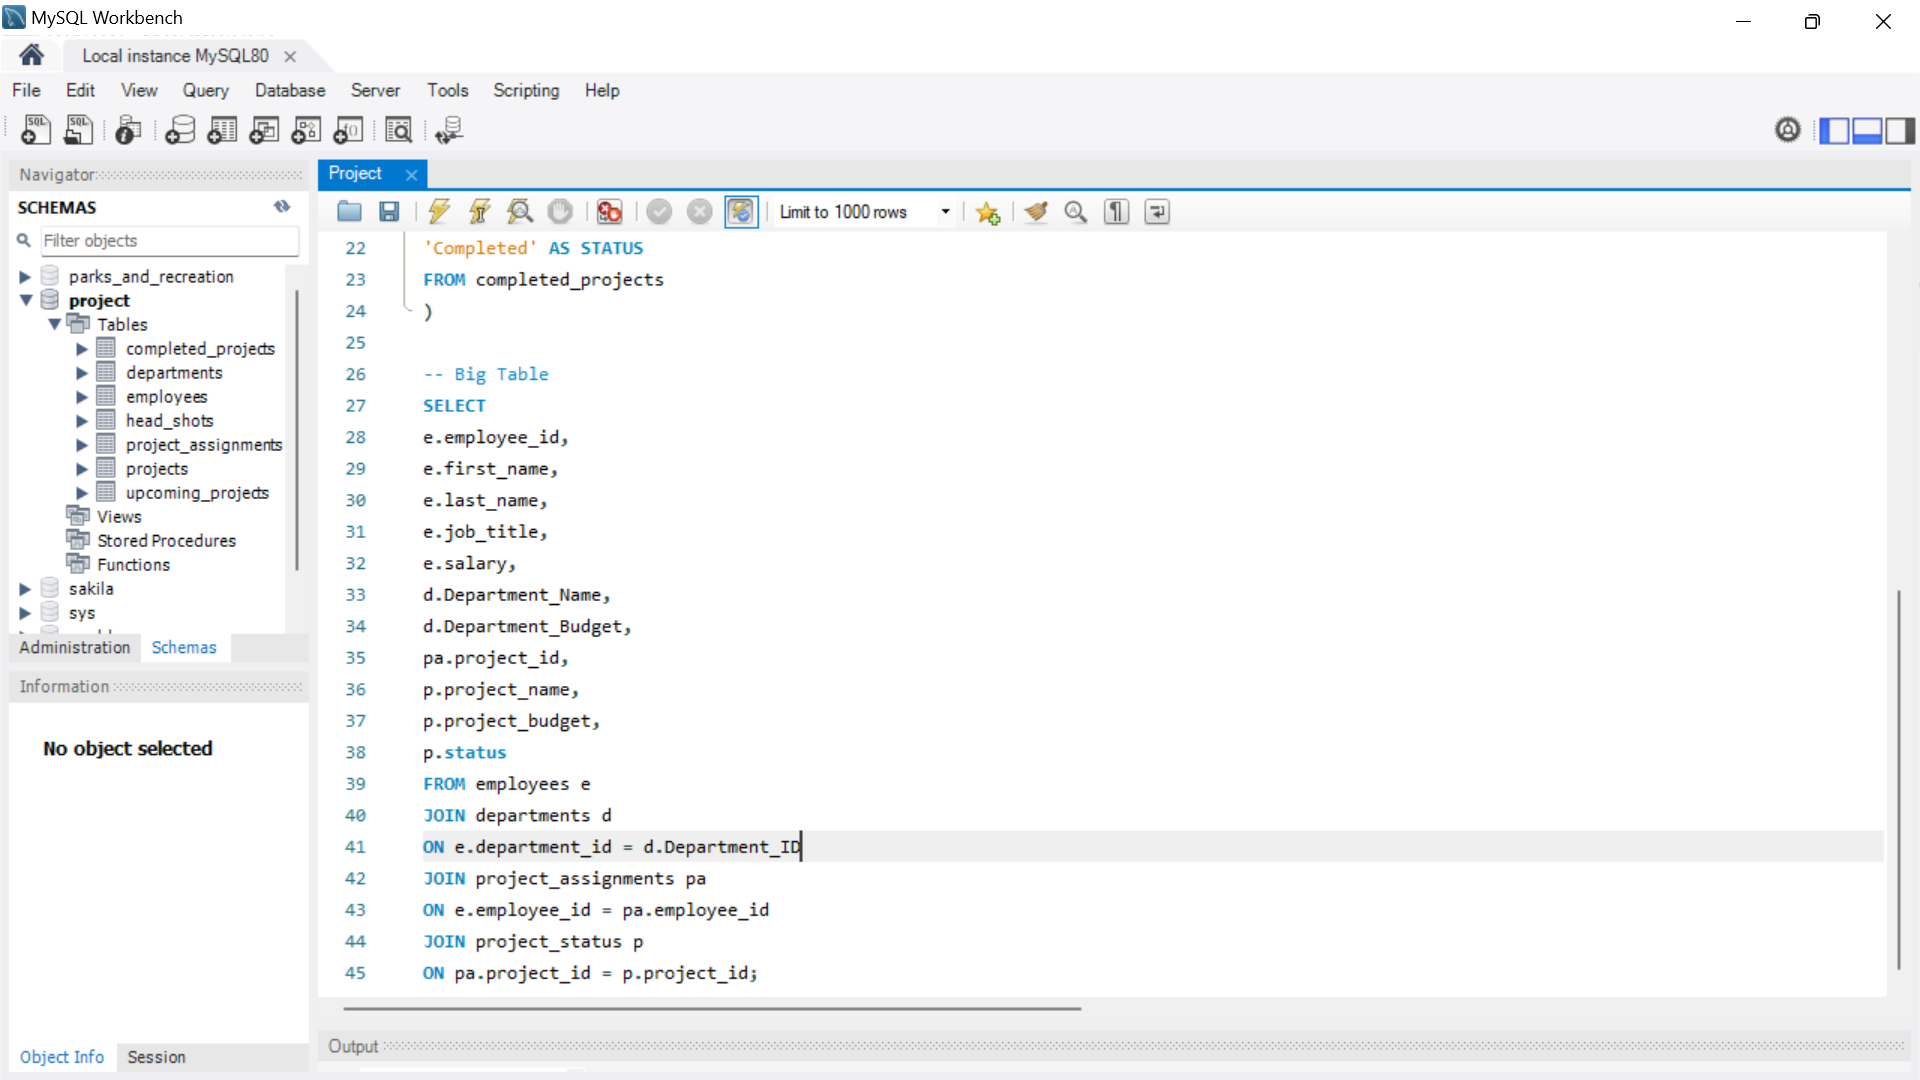 MySQL Workbench
Local instance MySQL80
File Edit View Query Database Server Tools Scripting Help
Navigator
SCHEMAS
Filter objects
parks_and_recreation
project
Tables
completed_projects
departments
employees
head_shots
project_assignments
projects
upcoming_projects
Views
Stored Procedures
Functions
sakila
sys
Administration Schemas
Information
No object selected
Object Info Session
Project
Limit to 1000 rows
22 'Completed' AS STATUS
23 FROM completed_projects
24 )
25
26 -- Big Table
27 SELECT
28 e.employee_id,
29 e.first_name,
30 e.last_name,
31 e.job_title,
32 e.salary,
33 d.Department_Name,
34 d.Department_Budget,
35 pa.project_id,
36 p.project_name,
37 p.project_budget,
38 p.status
39 FROM employees e
40 JOIN departments d
41 ON e.department_id = d.Department_ID
42 JOIN project_assignments pa
43 ON e.employee_id = pa.employee_id
44 JOIN project_status p
45 ON pa.project_id = p.project_id;
Output